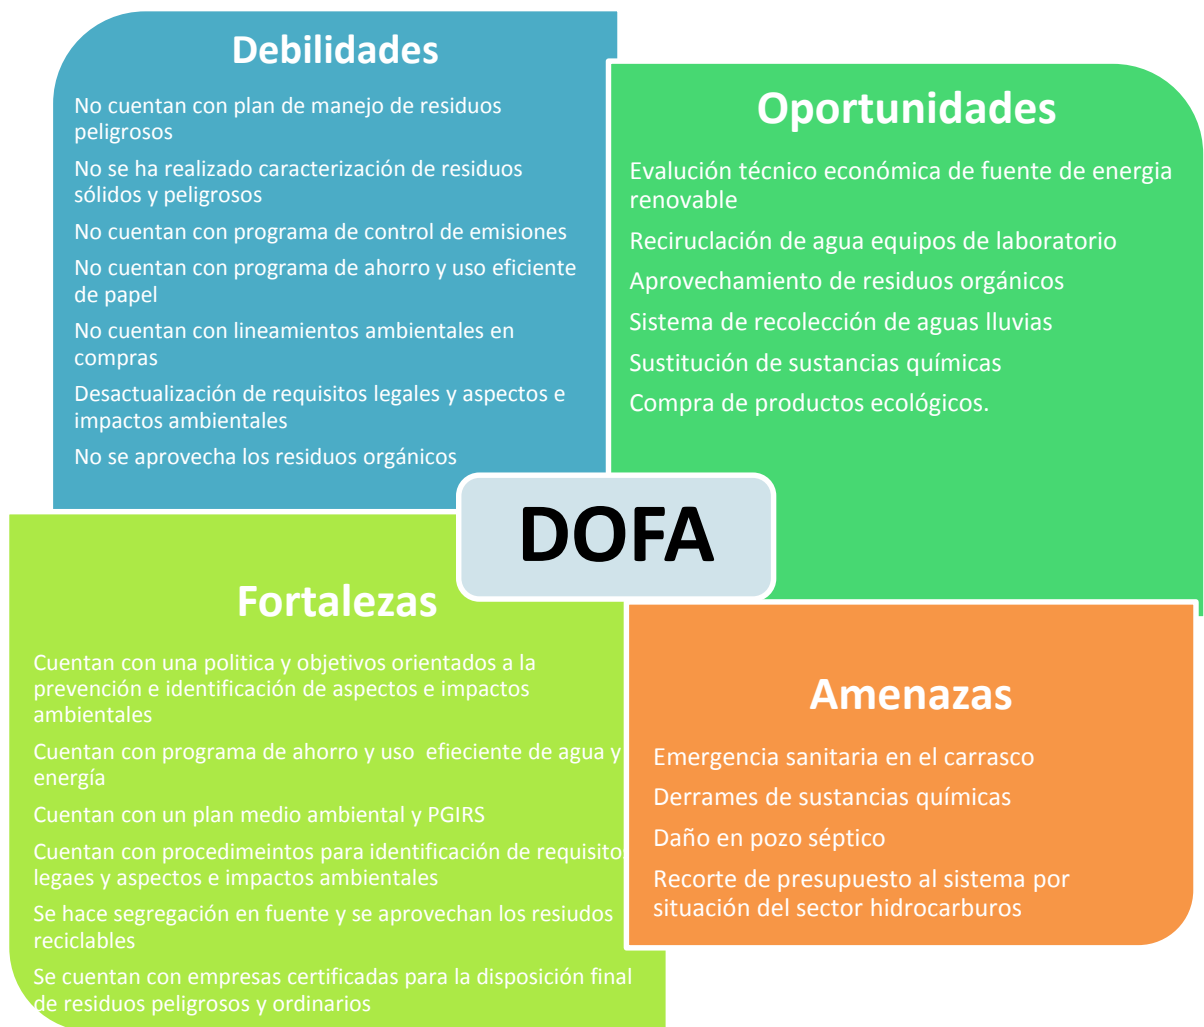 Debilidades
No cuentan con plan de manejo de residuos
peligrosos
No se ha realizado caracterización de residuos
sólidos y peligrosos
No cuentan con programa de control de emisiones
No cuentan con programa de ahorro y uso eficiente
de papel
No cuentan con lineamientos ambientales en
compras
Desactualización de requisitos legales y aspectos e
impactos ambientales
No se aprovecha los residuos orgánicos
Oportunidades
Evalución técnico económica de fuente de energia
renovable
Reciruclación de agua equipos de laboratorio
Aprovechamiento de residuos orgánicos
Sistema de recolección de aguas lluvias
Sustitución de sustancias químicas
Compra de productos ecológicos.
DOFA
Fortalezas
Cuentan con una politica y objetivos orientados a la
prevención e identificación de aspectos e impactos
ambientales
Cuentan con programa de ahorro y uso efieciente de agua y
energía
Cuentan con un plan medio ambiental y PGIRS
Cuentan con procedimeintos para identificación de requisito
legaes y aspectos e impactos ambientales
Se hace segregación en fuente y se aprovechan los resiudos
reciclables
Se cuentan con empresas certificadas para la disposición final
de residuos peligrosos y ordinarios
Amenazas
Emergencia sanitaria en el carrasco
Derrames de sustancias químicas
Daño en pozo séptico
Recorte de presupuesto al sistema por
situación del sector hidrocarburos